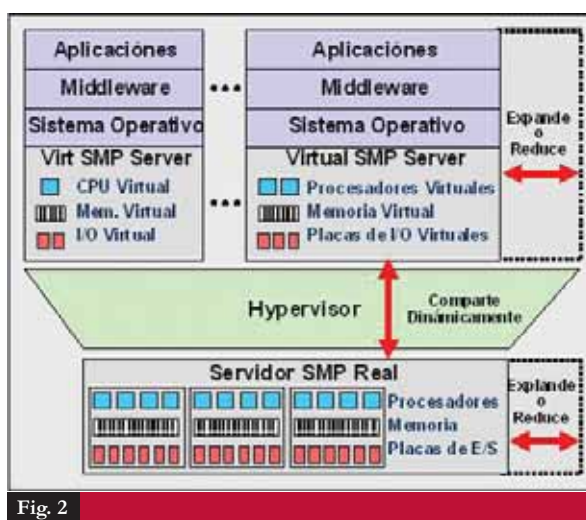 Aplicaciónes
Middleware
Sistema Operativo
Virt SMP Server
CPU Virtual
Mem. Virtual
I/O Virtual
Aplicaciónes
Middleware
Sistema Operativo
Virtual SMP Server
Procesadores Virtuales
Memoria Virtual
Placas de I/O Virtuales
Expande
o
Reduce
Hypervisor
Comparte
Dinámicamente
Servidor SMP Real
Procesadores
Memoria
Placas de E/S
Explande
o
Reduce
Fig. 2